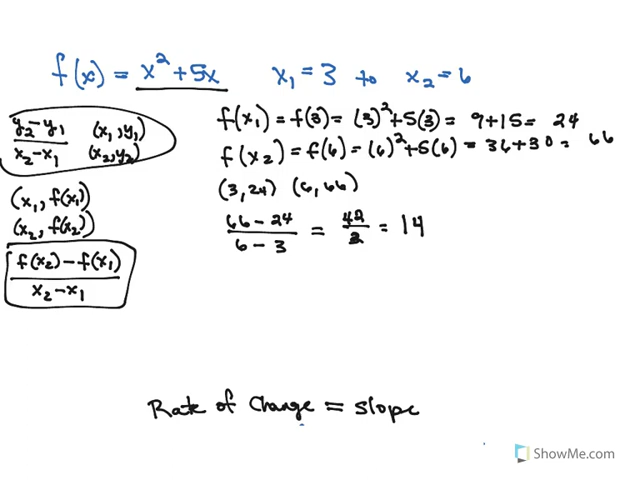 f(x) = x² + 5x x₁ = 3 to x₂ = 6
y₂ - y₁ / x₂ - x₁ (x₁, y₁) (x₂, y₂)
(x₁, f(x₁))
(x₂, f(x₂))
f(x₂) - f(x₁) / x₂ - x₁
f(x₁) = f(3) = (3)² + 5(3) = 9 + 15 = 24
f(x₂) = f(6) = (6)² + 5(6) = 36 + 30 = 66
(3, 24) (6, 66)
66 - 24 / 6 - 3 = 42 / 3 = 14
Rate of Change = slope
ShowMe.com